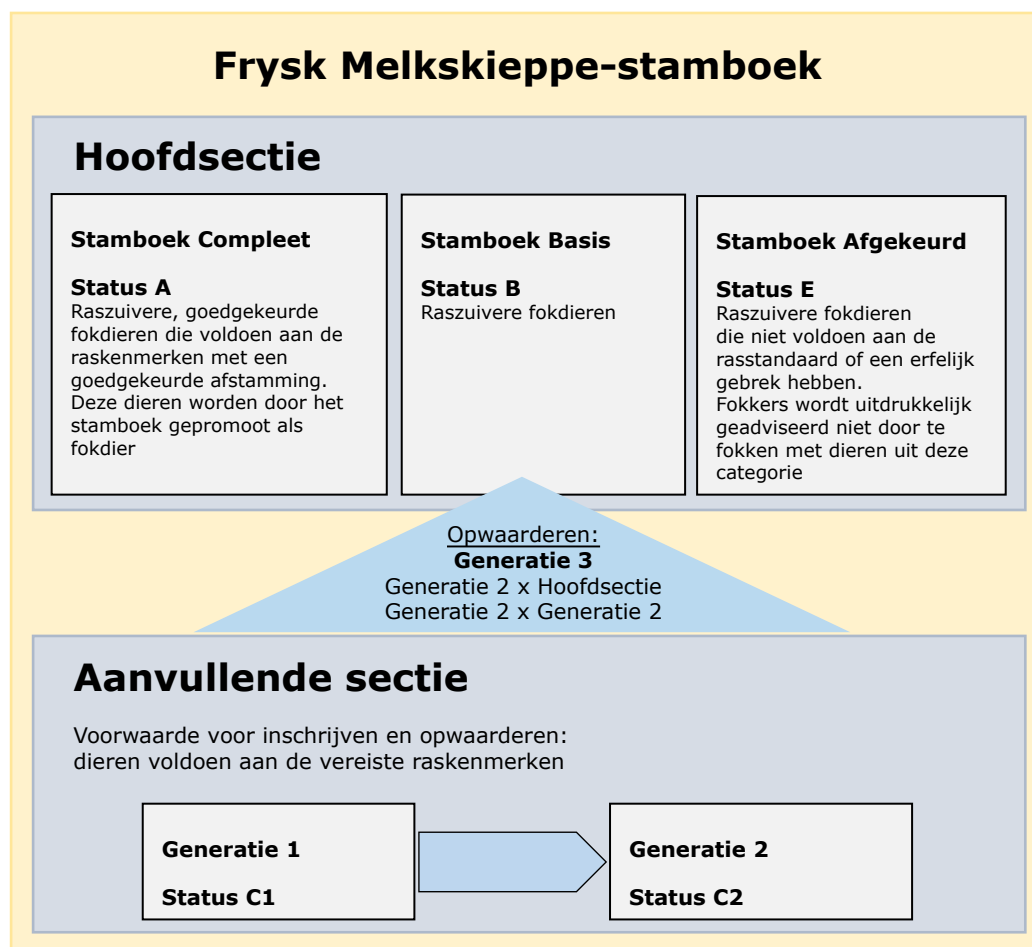 Frysk Melkskieppe-stamboek
Hoofdsectie
Stamboek Compleet
Status A
Raszuivere, goedgekeurde
fokdieren die voldoen aan de
raskenmerken met een
goedgekeurde afstamming.
Deze dieren worden door het
stamboek gepromoot als
fokdier
Stamboek Basis
Status B
Raszuivere fokdieren
Stamboek Afgekeurd
Status E
Raszuivere fokdieren
die niet voldoen aan de
rasstandaard of een erfelijk
gebrek hebben.
Fokkers wordt uitdrukkelijk
geadviseerd niet door te
fokken met dieren uit deze
categorie
Opwaarderen:
Generatie 3
Generatie 2 x Hoofdsectie
Generatie 2 x Generatie 2
Aanvullende sectie
Voorwaarde voor inschrijven en opwaarderen:
dieren voldoen aan de vereiste raskenmerken
Generatie 1
Status C1
Generatie 2
Status C2